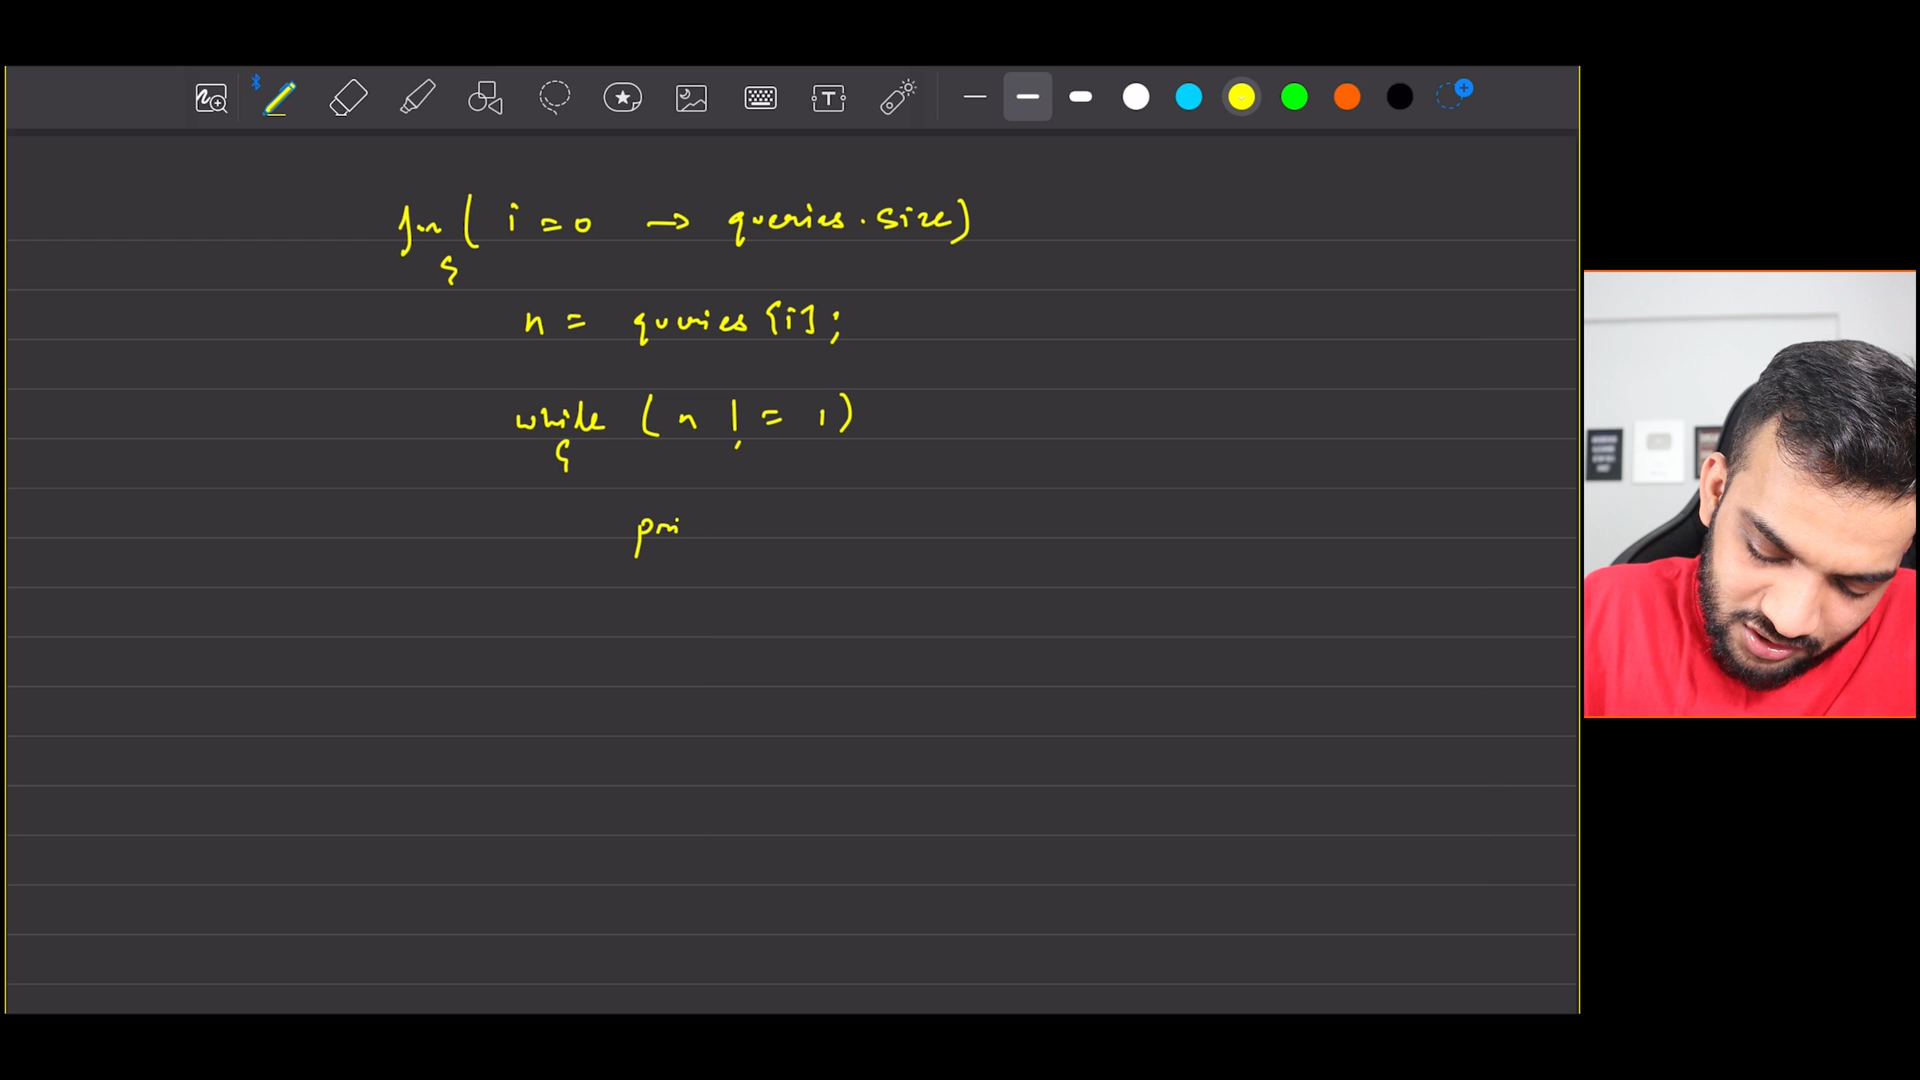 for ( i = 0 → queries . size)
{
n = queries [i] ;
while ( n ! = 1 )
{
pri